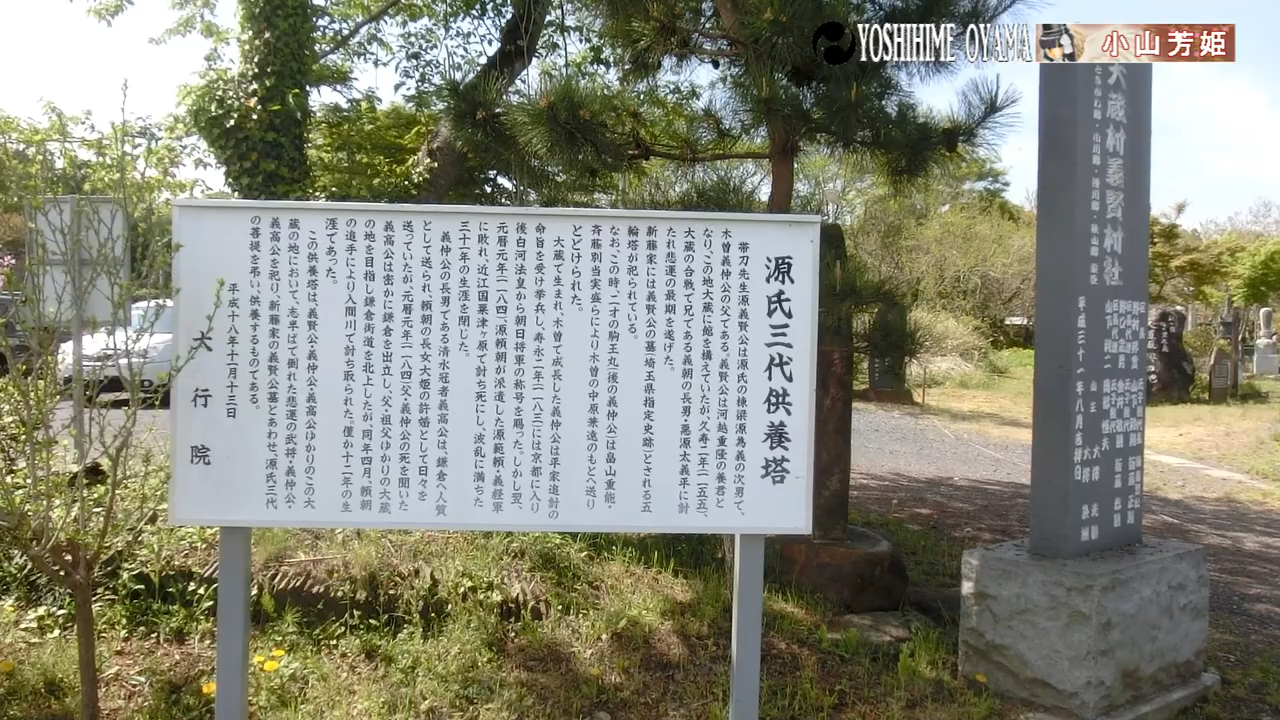 YOSHIHIME OYAMA
小山芳姫
源氏三代供養塔
帯刀先生源義賢公は源氏の棟梁源為義の次男で、
木曽義仲公の父である。義賢公は河越重隆の養君と
なり、この地大蔵に館を構えていたが、久寿二年(一一五五)、
大蔵の合戦で兄である義朝の長男・悪源太義平に討
たれ悲運の最期を遂げた。
新藤家には義賢公の墓(埼玉県指定史跡)とされる五
輪塔が祀られている。
なお、この時、二才の駒王丸(後の義仲公)は畠山重能・
斉藤別当実盛らにより木曽の中原兼遠のもとへ送り
とどけられた。
大蔵で生まれ、木曽で成長した義仲公は平家追討の
命旨を受け挙兵し、寿永二年(一一八三)には京都に入り
後白河法皇から朝日将軍の称号を賜った。しかし翌、
元暦元年(一一八四)源頼朝が派遣した源範頼・義経軍
に敗れ、近江国粟津ヶ原で討ち死にし、波乱に満ちた
三十一年の生涯を閉じた。
義仲公の長男である清水冠者義高公は、鎌倉へ人質
として送られ、頼朝の長女大姫の許婚として日々を
送っていたが、元暦元年(一一八四)父・義仲公の死を聞いた
義高公は密かに鎌倉を出立し、父・祖父ゆかりの大蔵
の地を目指し鎌倉街道を北上したが、同年四月、頼朝
の追手により入間川で討ち取られた。僅か十二年の生
涯であった。
この供養塔は、義賢公・義仲公・義高公ゆかりのこの大
蔵の地において、志半ばで倒れた悲運の武将・義仲公・
義高公を祀り、新藤家の義賢公墓とあわせ、源氏三代
の菩提を弔い、供養するものである。
平成十八年十一月十三日
大行院
大蔵村義賢村社
平成三十一年八月吉祥日